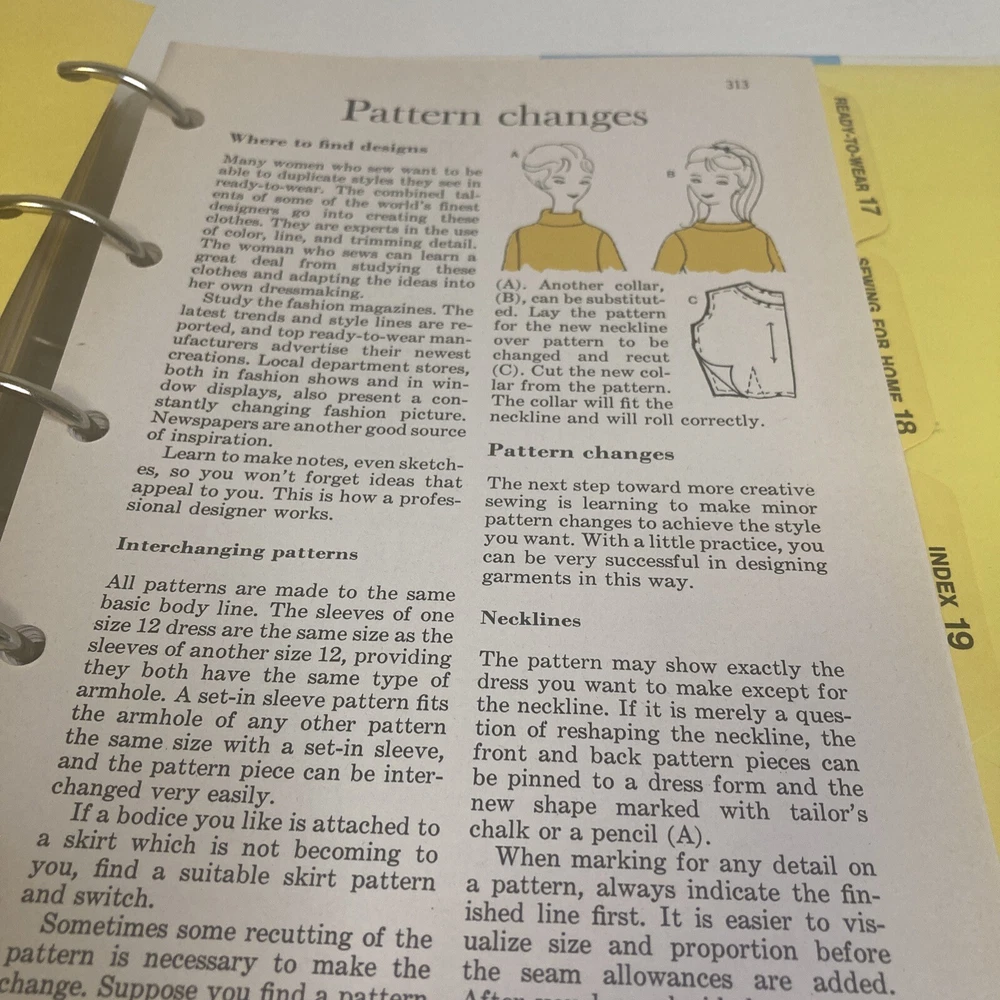 313
Pattern changes
Where to find designs
Many women who sew want to be
able to duplicate styles they see in
ready-to-wear. The combined tal-
ents of some of the world's finest
designers go into creating these
clothes. They are experts in the use
of color, line, and trimming detail.
The woman who sews can learn a
great deal from studying these
clothes and adapting the ideas into
her own dressmaking.
Study the fashion magazines. The
latest trends and style lines are re-
ported, and top ready-to-wear man-
ufacturers advertise their newest
creations. Local department stores,
both in fashion shows and in win-
dow displays, also present a con-
stantly changing fashion picture.
Newspapers are another good source
of inspiration.
Learn to make notes, even sketch-
es, so you won't forget ideas that
appeal to you. This is how a profes-
sional designer works.
Interchanging patterns
All patterns are made to the same
basic body line. The sleeves of one
size 12 dress are the same size as the
sleeves of another size 12, providing
they both have the same type of
armhole. A set-in sleeve pattern fits
the armhole of any other pattern
the same size with a set-in sleeve,
and the pattern piece can be inter-
changed very easily.
If a bodice you like is attached to
a skirt which is not becoming to
you, find a suitable skirt pattern
and switch.
Sometimes some recutting of the
pattern is necessary to make the
change. Suppose you find a pattern
A
B
(A). Another collar,
(B), can be substitut-
ed. Lay the pattern
for the new neckline
over pattern to be
changed and recut
(C). Cut the new col-
lar from the pattern.
The collar will fit the
neckline and will roll correctly.
C
Pattern changes
The next step toward more creative
sewing is learning to make minor
pattern changes to achieve the style
you want. With a little practice, you
can be very successful in designing
garments in this way.
Necklines
The pattern may show exactly the
dress you want to make except for
the neckline. If it is merely a ques-
tion of reshaping the neckline, the
front and back pattern pieces can
be pinned to a dress form and the
new shape marked with tailor's
chalk or a pencil (A).
When marking for any detail on
a pattern, always indicate the fin-
ished line first. It is easier to vis-
ualize size and proportion before
the seam allowances are added.
READY-TO-WEAR 17
SEWING FOR HOME 18
INDEX 19